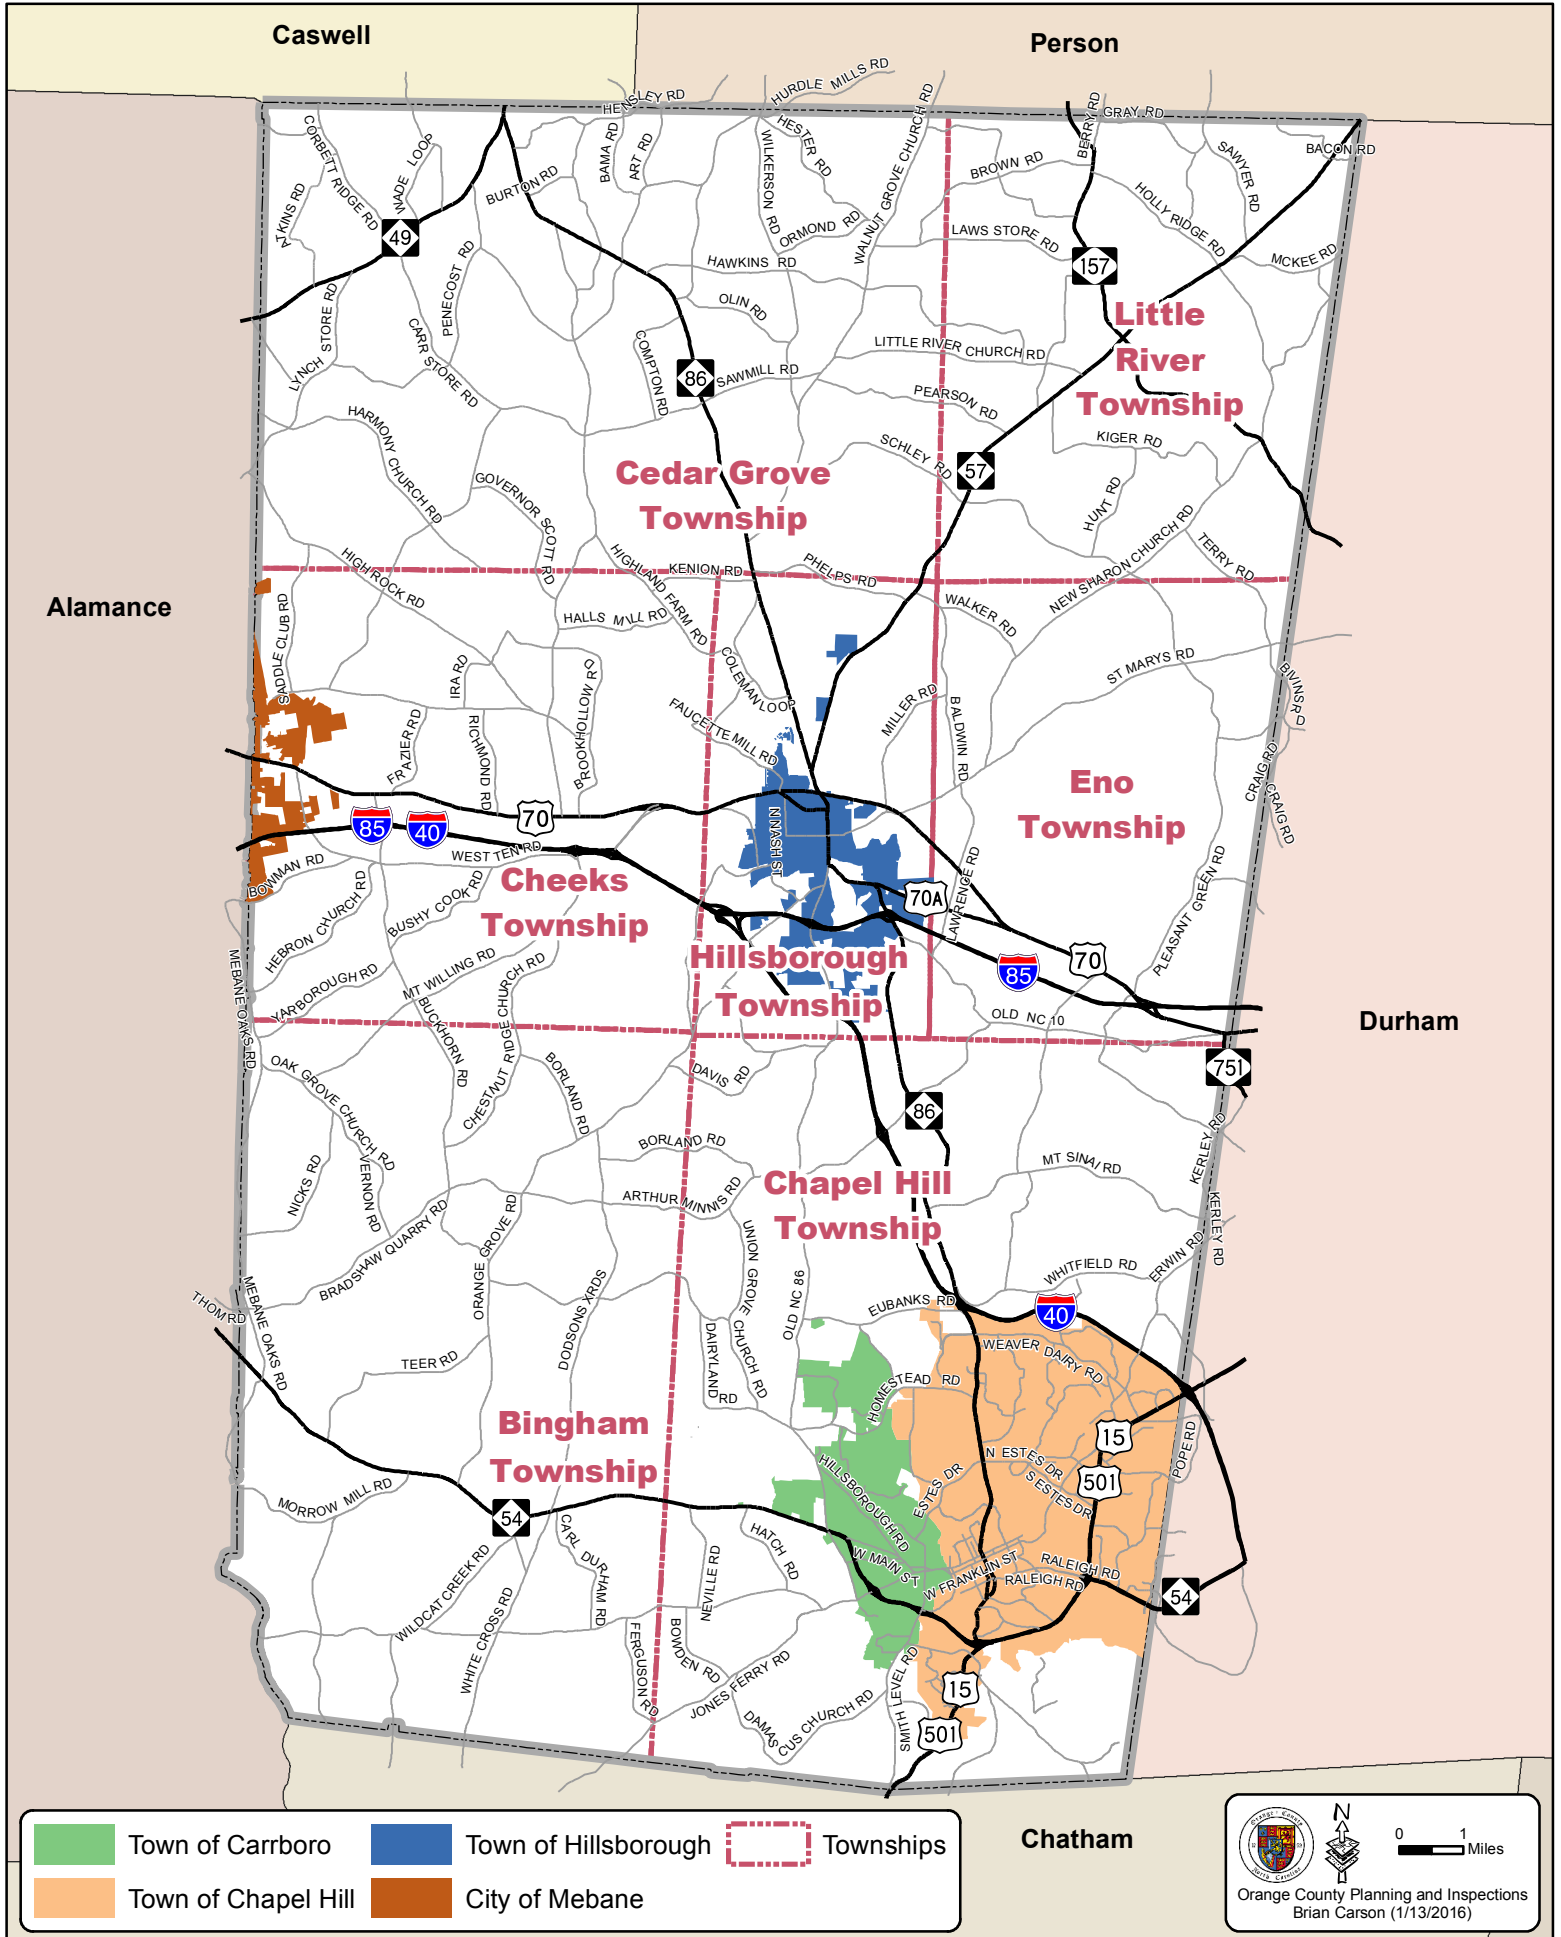 Caswell
Person
HURDLE MILLS RD
HENSLEY RD
BERRY RD
GRAY RD
CORBETT RIDGE RD
WADE LOOP
BAMA RD
ART RD
WILKERSON RD
HESTER RD
WALNUT GROVE CHURCH RD
BROWN RD
SAWYER RD
BACON RD
ATKINS RD
BURTON RD
HOLLY RIDGE RD
49
ORMOND RD
LAWS STORE RD
HAWKINS RD
157
MCKEE RD
PENECOST RD
LYNCH STORE RD
OLIN RD
Little
River
Township
CARR STORE RD
COMPTON RD
LITTLE RIVER CHURCH RD
86
SAWMILL RD
PEARSON RD
HARMONY CHURCH RD
SCHLEY RD
KIGER RD
57
Cedar Grove
Township
GOVERNOR SCOTT RD
HUNT RD
NEW SHARON CHURCH RD
TERRY RD
HIGH ROCK RD
HIGHLAND FARM RD
KENION RD
PHELPS RD
Alamance
SADDLE CLUB RD
HALLS MILL RD
WALKER RD
IRA RD
BROOKHOLLOW RD
COLEMAN LOOP
ST MARYS RD
BIVINS RD
FRAZIER RD
RICHMOND RD
FAUCETTE MILL RD
MILLER RD
BALDWIN RD
CRAIG RD
CRAIG RD
Eno
Township
85
40
70
N NASH ST
BOWMAN RD
WEST TEN RD
Cheeks
Township
HEBRON CHURCH RD
BUSHY COOK RD
70A
LAWRENCE RD
PLEASANT GREEN RD
MEBANE OAKS RD
YARBOROUGH RD
MT WILLING RD
CHESTNUT RIDGE CHURCH RD
Hillsborough
Township
85
70
BUCKHORN RD
OLD NC 10
Durham
OAK GROVE CHURCH RD
BORLAND RD
DAVIS RD
751
86
NICKS RD
VERNON RD
BORLAND RD
MT SINAI RD
KERLEY RD
KERLEY RD
ARTHUR MINNIS RD
Chapel Hill
Township
BRADSHAW QUARRY RD
ORANGE GROVE RD
UNION GROVE CHURCH RD
WHITFIELD RD
ERWIN RD
THOM RD
MEBANE OAKS RD
DODSONS XRDS
OLD NC 86
EUBANKS RD
40
TEER RD
DAIRYLAND RD
WEAVER DAIRY RD
HOMESTEAD RD
Bingham
Township
15
501
POPE RD
N ESTES DR
S ESTES DR
ESTES DR
HILLSBOROUGH RD
MORROW MILL RD
54
CARL DURHAM RD
HATCH RD
W MAIN ST
W FRANKLIN ST
RALEIGH RD
RALEIGH RD
54
WILDCAT CREEK RD
WHITE CROSS RD
NEVILLE RD
FERGUSON RD
BOWDEN RD
JONES FERRY RD
DAMASCUS CHURCH RD
SMITH LEVEL RD
15
501
Chatham
Town of Carrboro
Town of Hillsborough
Townships
Town of Chapel Hill
City of Mebane
N
0 1
Miles
Orange County Planning and Inspections
Brian Carson (1/13/2016)
Orange County
North Carolina